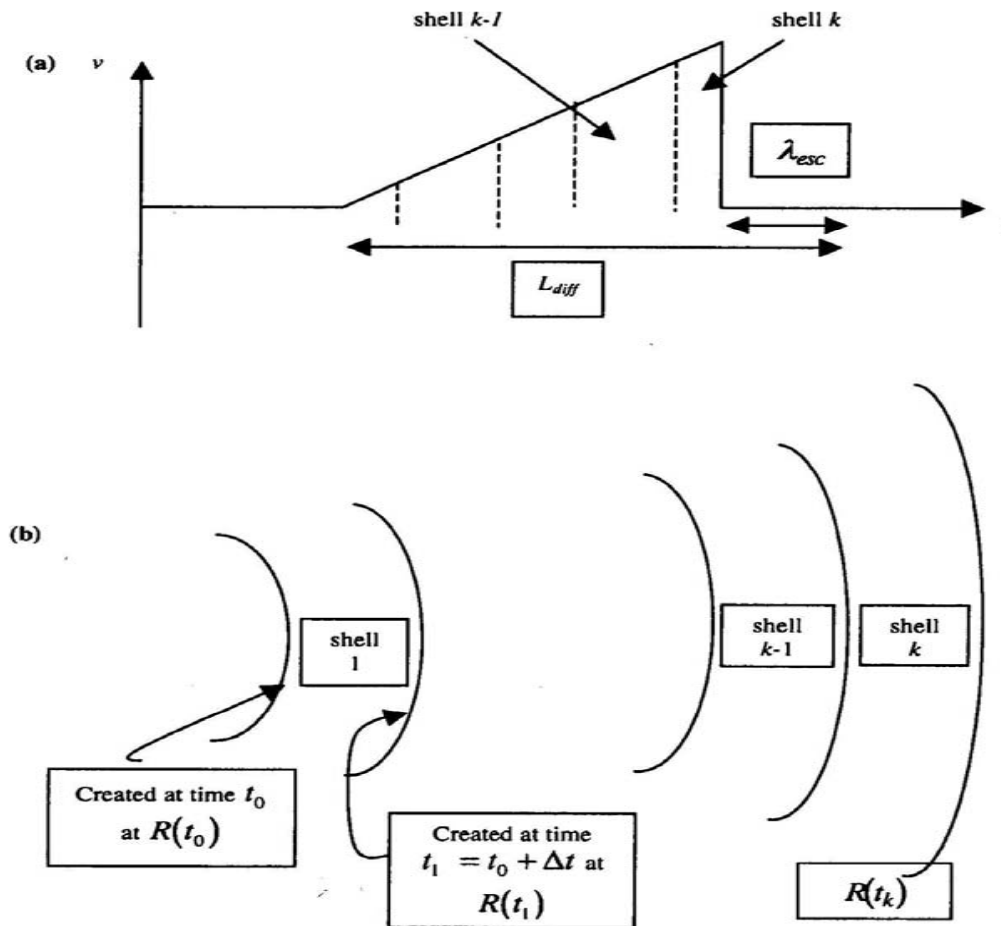 shell k-1
shell k
(a)
v
λesc
Ldiff
(b)
shell
1
shell
k-1
shell
k
Created at time t0
at R(t0)
Created at time
t1 = t0 + Δt at
R(t1)
R(tk)